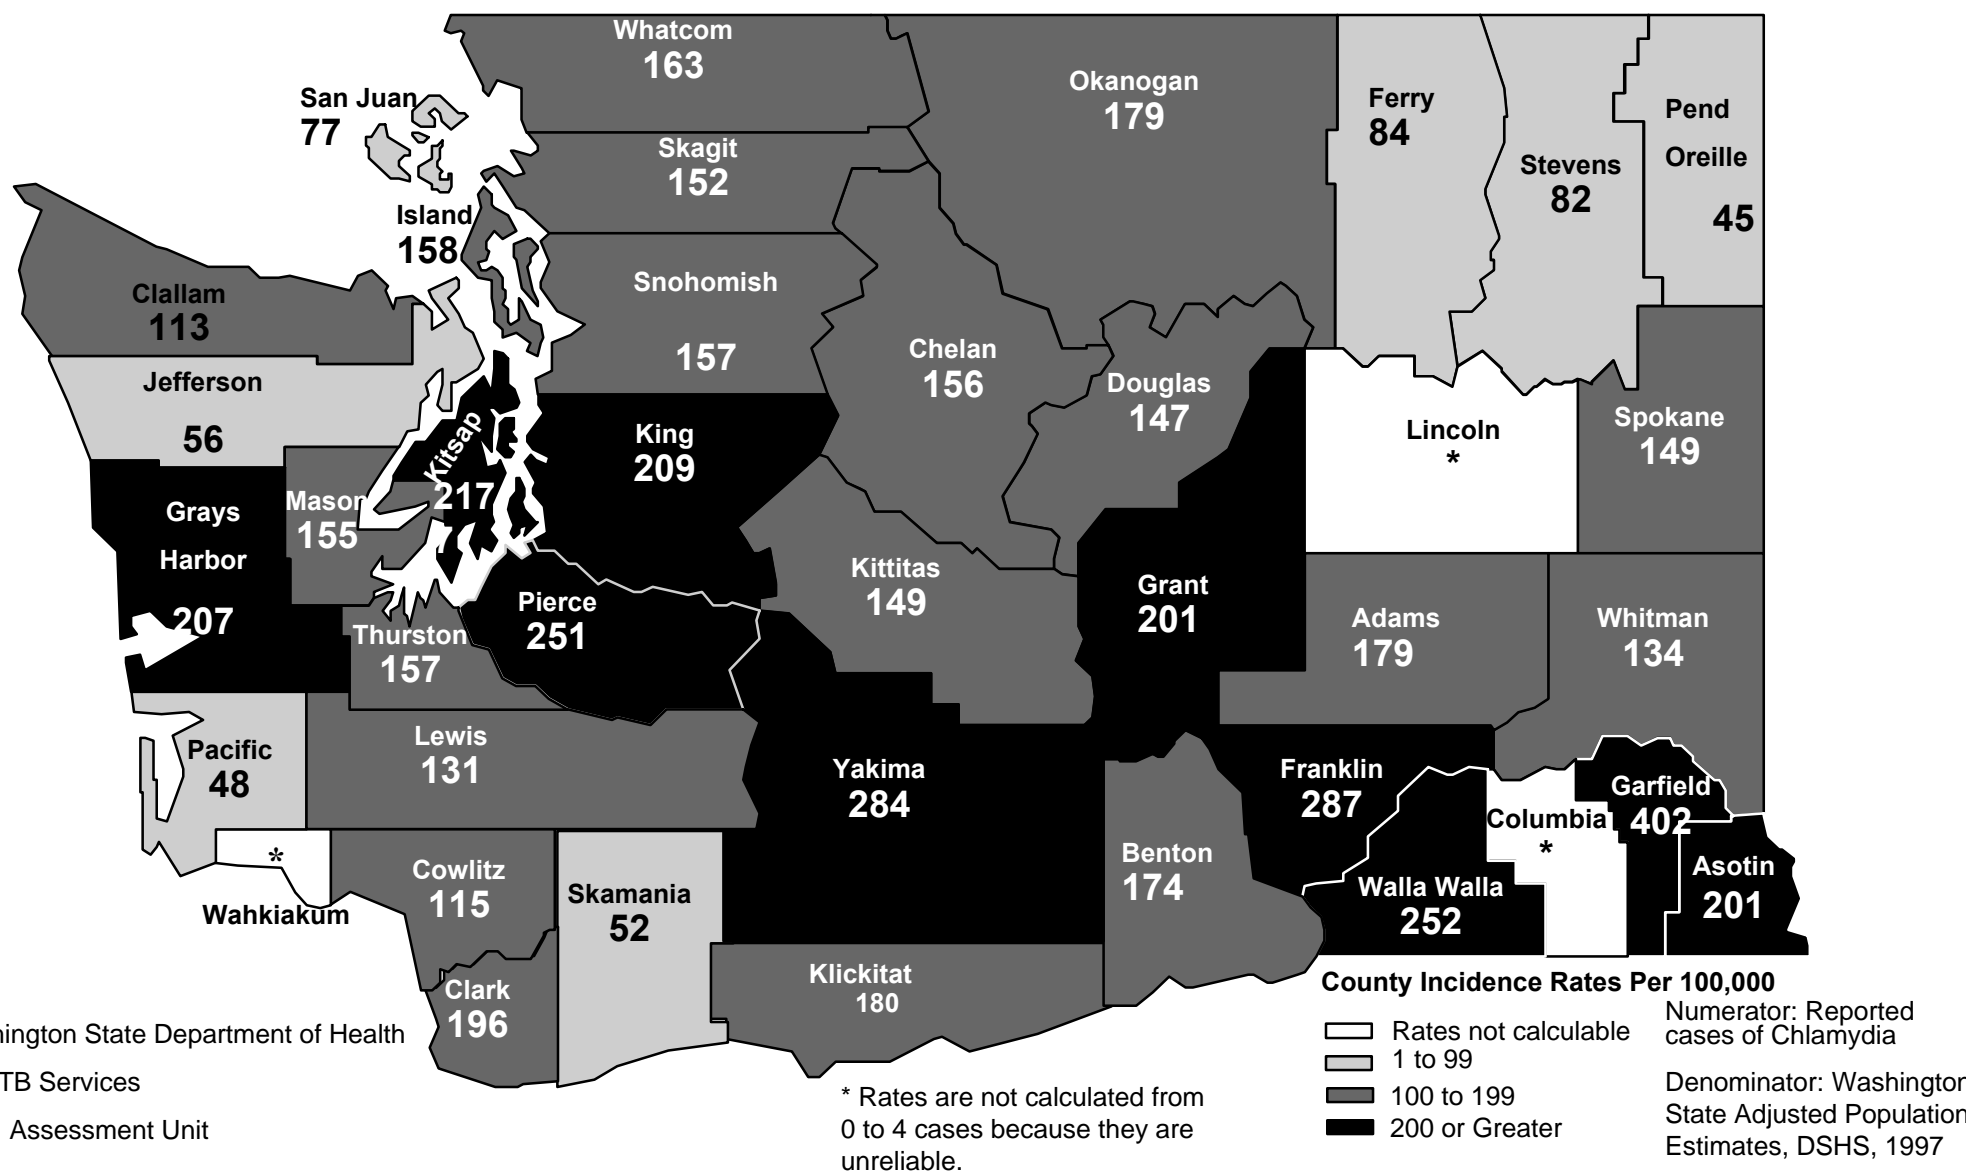 Whatcom
163
San Juan
77
Okanogan
179
Ferry
84
Pend
Oreille
45
Stevens
82
Skagit
152
Island
158
Snohomish
157
Clallam
113
Jefferson
56
Chelan
156
Douglas
147
Lincoln
*
Spokane
149
Kitsap
217
King
209
Grays
Harbor
207
Mason
155
Kittitas
149
Grant
201
Adams
179
Whitman
134
Pierce
251
Thurston
157
Pacific
48
Lewis
131
Yakima
284
Franklin
287
Garfield
402
Columbia
*
Asotin
201
Benton
174
Walla Walla
252
*
Wahkiakum
Cowlitz
115
Skamania
52
Klickitat
180
Clark
196
hington State Department of Health
TB Services
Assessment Unit
* Rates are not calculated from
0 to 4 cases because they are
unreliable.
County Incidence Rates Per 100,000
Rates not calculable
1 to 99
100 to 199
200 or Greater
Numerator: Reported
cases of Chlamydia
Denominator: Washington
State Adjusted Population
Estimates, DSHS, 1997